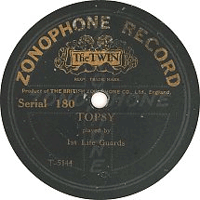 ZONOPHONE RECORD
The TWIN
REGD. TRADE MARK.
Product of THE BRITISH ZONOPHONE CO., LTD., England.
Serial 180
TOPSY
played by
1st Life Guards
T-5144